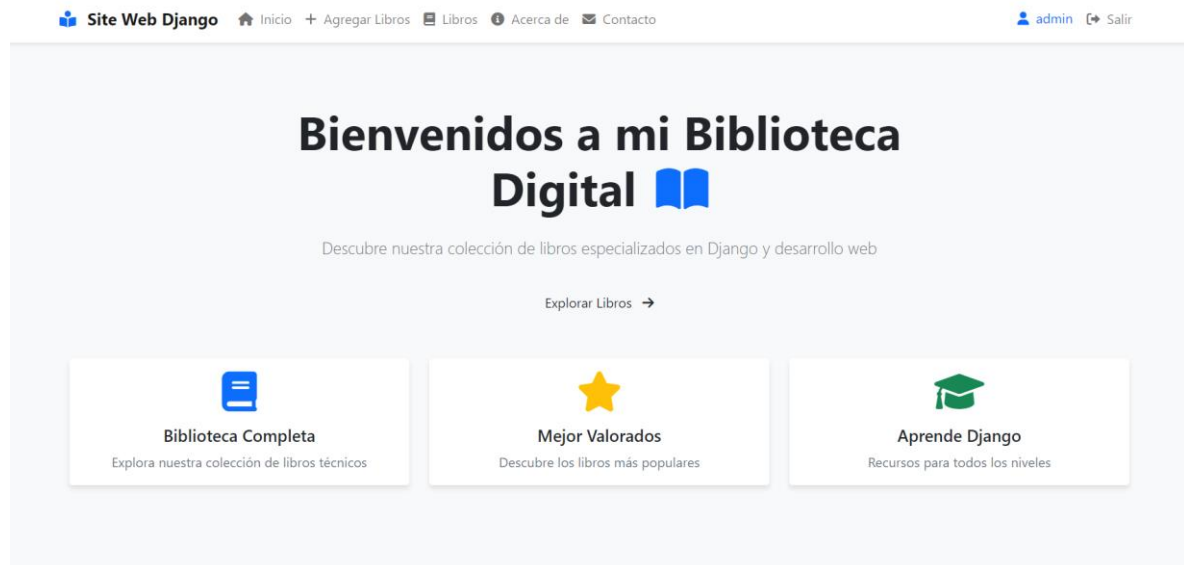 Site Web Django Inicio Agregar Libros Libros Acerca de Contacto admin Salir
Bienvenidos a mi Biblioteca
Digital
Descubre nuestra colección de libros especializados en Django y desarrollo web
Explorar Libros →
Biblioteca Completa
Explora nuestra colección de libros técnicos
Mejor Valorados
Descubre los libros más populares
Aprende Django
Recursos para todos los niveles